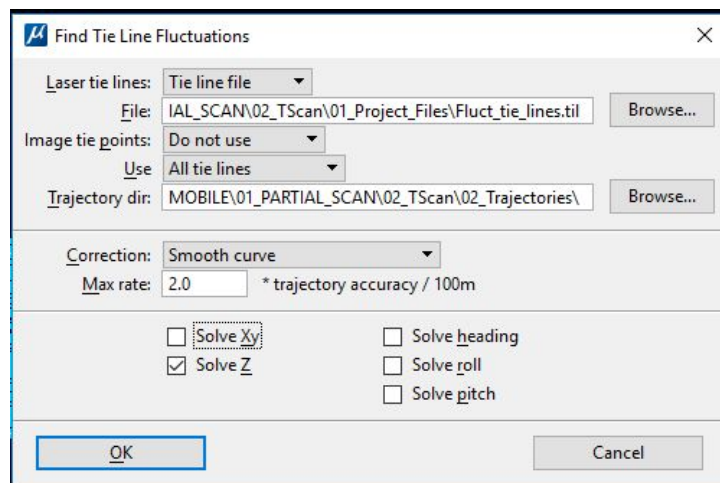 Find Tie Line Fluctuations
Laser tie lines: Tie line file
File: IAL_SCAN\02_TScan\01_Project_Files\Fluct_tie_lines.til Browse...
Image tie points: Do not use
Use All tie lines
Trajectory dir: MOBILE\01_PARTIAL_SCAN\02_TScan\02_Trajectories\ Browse...
Correction: Smooth curve
Max rate: 2.0 * trajectory accuracy / 100m
Solve Xy Solve heading
Solve Z Solve roll
Solve pitch
OK Cancel